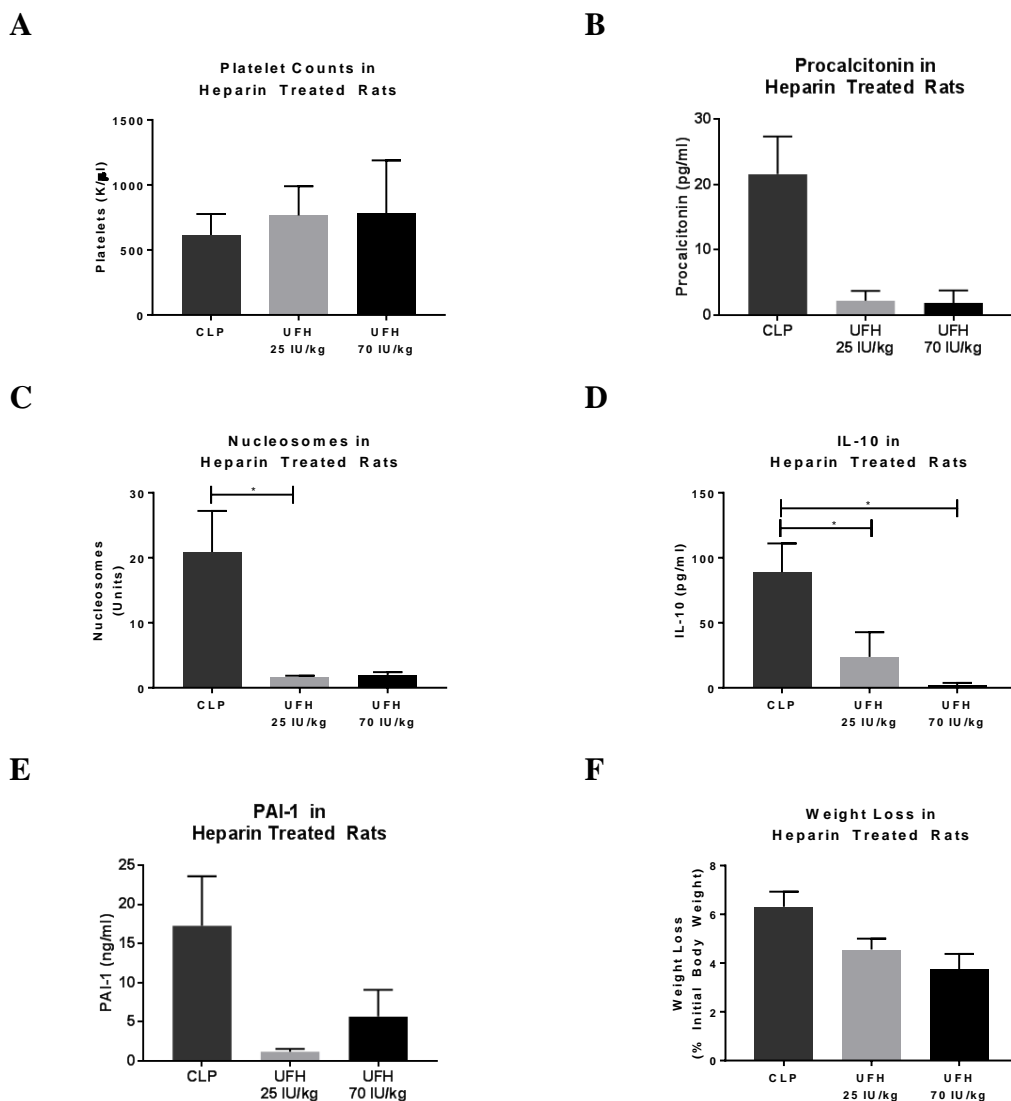 A
Platelet Counts in
Heparin Treated Rats
Platelets (K/µl)
1500
1000
500
0
CLP
UFH
25 IU/kg
UFH
70 IU/kg
B
Procalcitonin in
Heparin Treated Rats
Procalcitonin (pg/ml)
30
20
10
0
CLP
UFH
25 IU/kg
UFH
70 IU/kg
C
Nucleosomes in
Heparin Treated Rats
Nucleosomes
(Units)
30
20
10
0
*
CLP
UFH
25 IU/kg
UFH
70 IU/kg
D
IL-10 in
Heparin Treated Rats
IL-10 (pg/ml)
150
100
50
0
*
*
CLP
UFH
25 IU/kg
UFH
70 IU/kg
E
PAI-1 in
Heparin Treated Rats
PAI-1 (ng/ml)
25
20
15
10
5
0
CLP
UFH
25 IU/kg
UFH
70 IU/kg
F
Weight Loss in
Heparin Treated Rats
Weight Loss
(% Initial Body Weight)
8
6
4
2
0
CLP
UFH
25 IU/kg
UFH
70 IU/kg